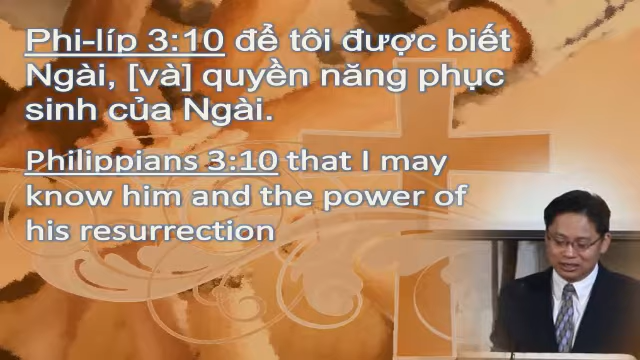 Phi-líp 3:10 để tôi được biết
Ngài, [và] quyền năng phục
sinh của Ngài.
Philippians 3:10 that I may
know him and the power of
his resurrection